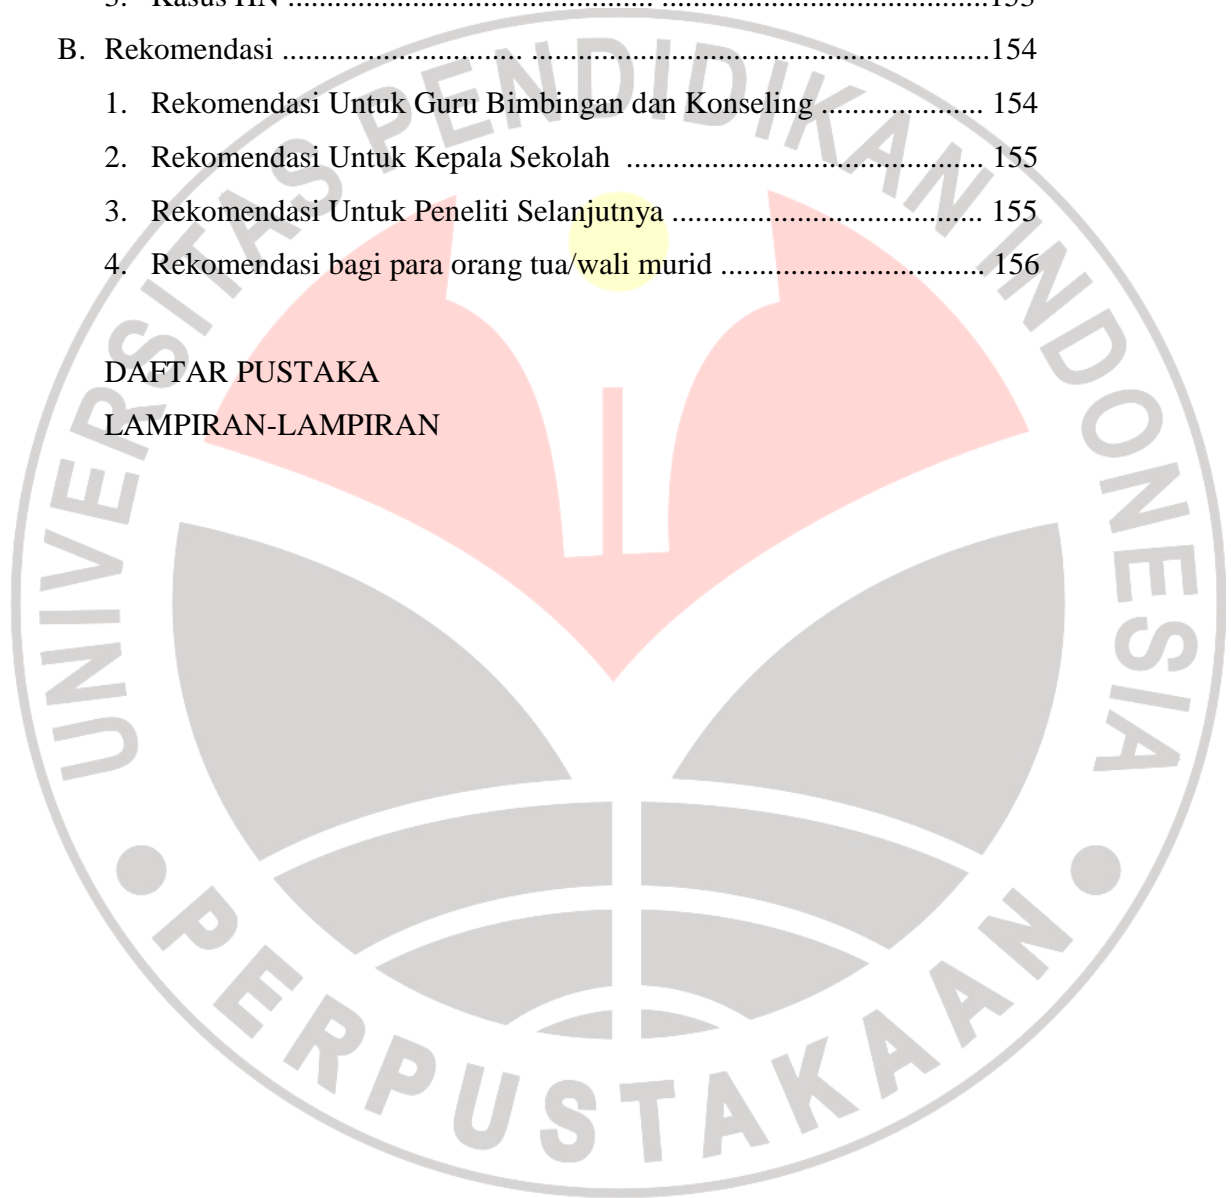 B. Rekomendasi ............................... .........................................154
1. Rekomendasi Untuk Guru Bimbingan dan Konseling ..................... 154
2. Rekomendasi Untuk Kepala Sekolah .............................................. 155
3. Rekomendasi Untuk Peneliti Selanjutnya ........................................ 155
4. Rekomendasi bagi para orang tua/wali murid .................................. 156
DAFTAR PUSTAKA
LAMPIRAN-LAMPIRAN
UNIVERSITAS PENDIDIKAN INDONESIA
PERPUSTAKAAN